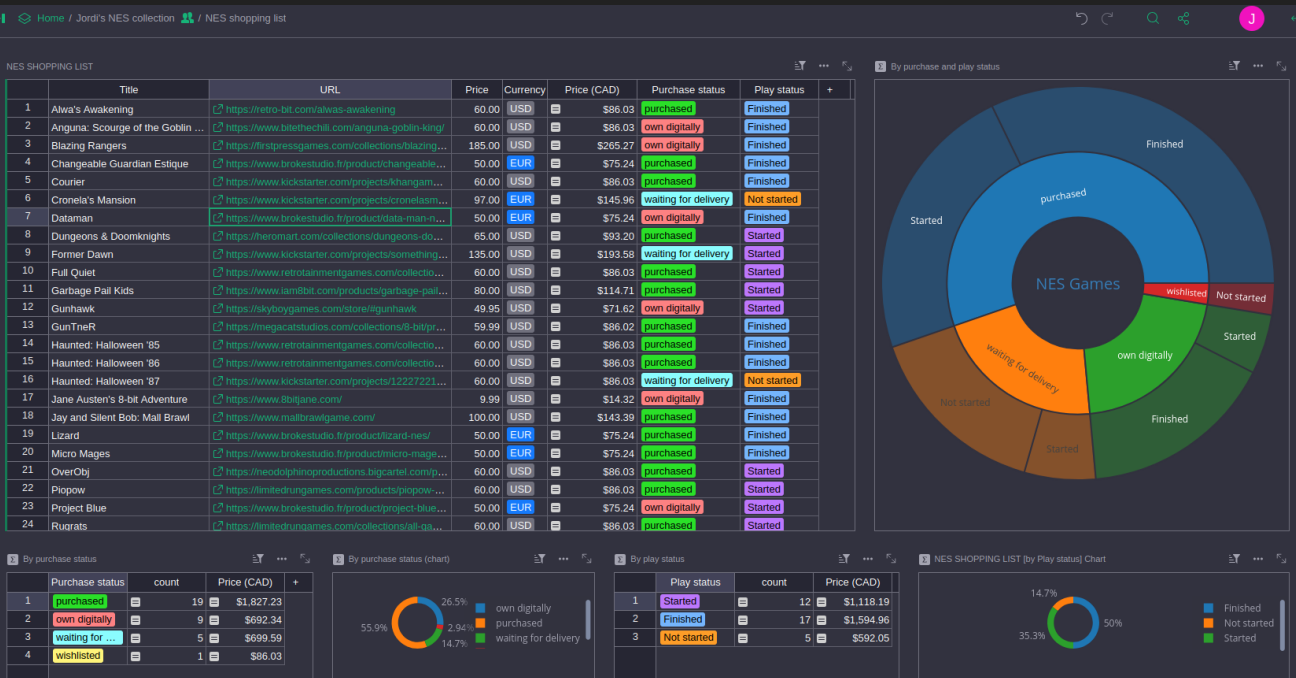 Home / Jordi's NES collection / NES shopping list
J
NES SHOPPING LIST
Title URL Price Currency Price (CAD) Purchase status Play status +
1 Alwa's Awakening https://retro-bit.com/alwas-awakening 60.00 USD $86.03 purchased Finished
2 Anguna: Scourge of the Goblin ... https://www.bitethechili.com/anguna-goblin-king/ 60.00 USD $86.03 own digitally Finished
3 Blazing Rangers https://firstpressgames.com/collections/blazing... 185.00 USD $265.27 own digitally Finished
4 Changeable Guardian Estique https://www.brokestudio.fr/product/changeable... 50.00 EUR $75.24 purchased Finished
5 Courier https://www.kickstarter.com/projects/khangam... 60.00 USD $86.03 purchased Finished
6 Cronela's Mansion https://www.kickstarter.com/projects/cronelasm... 97.00 EUR $145.96 waiting for delivery Not started
7 Dataman https://www.brokestudio.fr/product/data-man-n... 50.00 EUR $75.24 own digitally Finished
8 Dungeons & Doomknights https://heromart.com/collections/dungeons-do... 65.00 USD $93.20 purchased Started
9 Former Dawn https://www.kickstarter.com/projects/something... 135.00 USD $193.58 waiting for delivery Started
10 Full Quiet https://www.retrotainmentgames.com/collectio... 60.00 USD $86.03 purchased Started
11 Garbage Pail Kids https://www.iam8bit.com/products/garbage-pail... 80.00 USD $114.71 purchased Started
12 Gunhawk https://skyboygames.com/store/#gunhawk 49.95 USD $71.62 own digitally Started
13 GunTneR https://megacatstudios.com/collections/8-bit/pr... 59.99 USD $86.02 purchased Finished
14 Haunted: Halloween '85 https://www.retrotainmentgames.com/collectio... 60.00 USD $86.03 purchased Finished
15 Haunted: Halloween '86 https://www.retrotainmentgames.com/collectio... 60.00 USD $86.03 purchased Finished
16 Haunted: Halloween '87 https://www.kickstarter.com/projects/12227221... 60.00 USD $86.03 waiting for delivery Not started
17 Jane Austen's 8-bit Adventure https://www.8bitjane.com/ 9.99 USD $14.32 own digitally Finished
18 Jay and Silent Bob: Mall Brawl https://www.mallbrawlgame.com/ 100.00 USD $143.39 purchased Finished
19 Lizard https://www.brokestudio.fr/product/lizard-nes/ 50.00 EUR $75.24 purchased Finished
20 Micro Mages https://www.brokestudio.fr/product/micro-mage... 50.00 EUR $75.24 purchased Finished
21 OverObj https://neodolphinoproductions.bigcartel.com/p... 60.00 USD $86.03 purchased Started
22 Piopow https://limitedrungames.com/products/piopow-... 60.00 USD $86.03 purchased Started
23 Project Blue https://www.brokestudio.fr/product/project-blue... 50.00 EUR $75.24 own digitally Started
24 Rugrats https://limitedrungames.com/collections/all-ga... 60.00 USD $86.03 purchased Started
By purchase and play status
Finished
purchased
Started
NES Games
wishlisted Not started
Started
own digitally
waiting for delivery
Not started
Finished
Started
By purchase status
Purchase status count Price (CAD) +
1 purchased 19 $1,827.23
2 own digitally 9 $692.34
3 waiting for ... 5 $699.59
4 wishlisted 1 $86.03
By purchase status (chart)
26.5%
55.9%
2.94%
14.7%
own digitally
purchased
waiting for delivery
By play status
Play status count Price (CAD)
1 Started 12 $1,118.19
2 Finished 17 $1,594.96
3 Not started 5 $592.05
NES SHOPPING LIST [by Play status] Chart
14.7%
35.3%
50%
Finished
Not started
Started